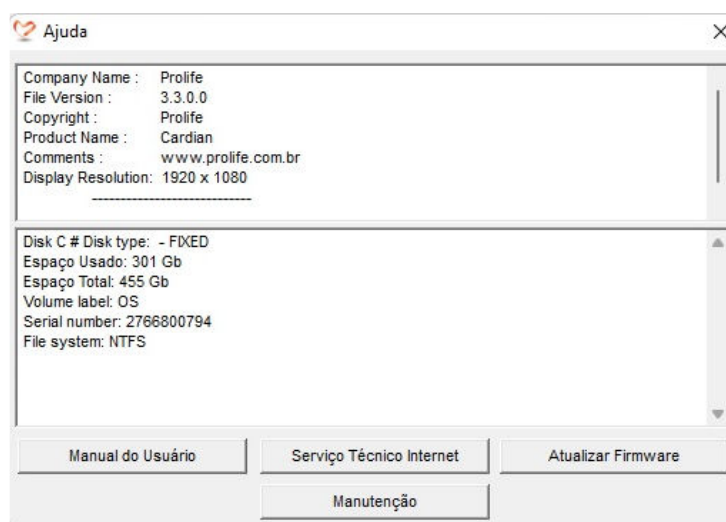 Ajuda
Company Name : Prolife
File Version : 3.3.0.0
Copyright : Prolife
Product Name : Cardian
Comments : www.prolife.com.br
Display Resolution: 1920 x 1080
----------------------------
Disk C # Disk type: - FIXED
Espaço Usado: 301 Gb
Espaço Total: 455 Gb
Volume label: OS
Serial number: 2766800794
File system: NTFS
Manual do Usuário
Serviço Técnico Internet
Atualizar Firmware
Manutenção